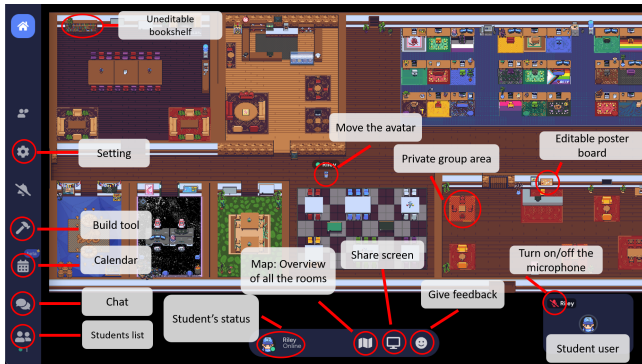 Uneditable
bookshelf
Move the avatar
Editable poster
board
Private group area
Setting
Riley
Build tool
Calendar
Map: Overview
of all the rooms
Share screen
Turn on/off the
microphone
Chat
Student's status
Give feedback
Riley
Students list
Riley
Online
Student user